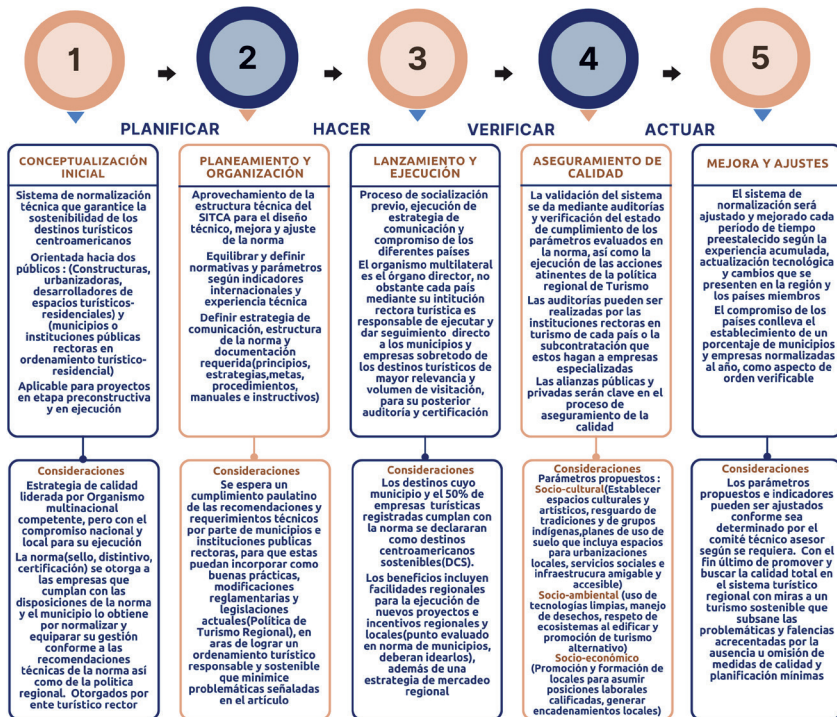 1
2
3
4
5
PLANIFICAR
HACER
VERIFICAR
ACTUAR
CONCEPTUALIZACIÓN
INICIAL
Sistema de normalización
técnica que garantice la
sostenibilidad de los
destinos turísticos
centroamericanos
Orientada hacia dos
públicos : (Constructuras,
urbanizadoras,
desarrolladores de
espacios turísticos-
residenciales) y
(municipios o
instituciones públicas
rectoras en
ordenamiento turístico-
residencial)
Aplicable para proyectos
en etapa preconstructiva
y en ejecución
PLANEAMIENTO Y
ORGANIZACIÓN
Aprovechamiento de la
estructura técnica del
SITCA para el diseño
técnico, mejora y ajuste
de la norma
Equilibrar y definir
normativas y parámetros
según indicadores
internacionales y
experiencia técnica
Definir estrategia de
comunicación, estructura
de la norma y
documentación
requerida(principios,
estrategias,metas,
procedimientos,
manuales e instructivos)
LANZAMIENTO Y
EJECUCIÓN
Proceso de socialización
previo, ejecución de
estrategia de
comunicación y
compromiso de los
diferentes países
El organismo multilateral
es el órgano director, no
obstante cada país
mediante su intitución
rectora turística es
responsable de ejecutar y
dar seguimiento directo
a los municipios y
empresas sobretodo de
los destinos turísticos de
mayor relevancia y
volumen de visitación,
para su posterior
auditoría y certificación
ASEGURAMIENTO DE
CALIDAD
La validación del sistema
se da mediante auditorías
y verificación del estado
de cumplimiento de los
parámetros evaluados en
la norma, así como la
ejecución de las acciones
atinentes de la política
regional de Turismo
Las auditorías pueden ser
realizadas por las
instituciones rectoras en
turismo de cada país o la
subcontratación que
estos hagan a empresas
especializadas
Las alianzas públicas y
privadas serán clave en el
proceso de
aseguramiento de la
calidad
MEJORA Y AJUSTES
El sistema de
normalización será
ajustado y mejorado cada
período de tiempo
preestalecido según la
experiencia acumulada,
actualización tecnológica
y cambios que se
presenten en la región y
los países miembros
El compromiso de los
países conlleva el
establecimiento de un
porcentaje de municipios
y empresas normalizadas
al año, como aspecto de
orden verificable
Consideraciones
Estrategia de calidad
liderada por Organismo
multinacional
competente, pero con el
compromiso nacional y
local para su ejecución
La norma(sello, distintivo,
certificación) se otorga a
las empresas que
cumplan con las
disposiciones de la norma
y el municipio lo obtiene
por normalizar y
equiparar su gestión
conforme a las
recomendaciones
técnicas de la norma así
como de la política
regional. Otorgados por
ente turístico rector
Consideraciones
Se espera un
cumplimiento paulatino
de las recomendaciones y
requerimientos técnicos
por parte de municipios e
institutiones publicas
rectoras, para que estas
puedan incorporar como
buenas prácticas,
modificaciones
reglamentarias y
legislaciones
actuales(Política de
Turismo Regional), en
aras de lograr un
ordenamiento turístico
responsable y sostenible
que minimice
problemáticas señaladas
en el artículo
Consideraciones
Los destinos cuyo
municipio y el 50% de
empresas turísticas
registradas cumplan con
la norma se declararan
como destinos
centroamericanos
sostenibles(DCS).
Los beneficios incluyen
facilidades regionales
para la ejecución de
nuevos proyectos e
incentivos regionales y
locales(punto evaluado
en norma de municipios,
deberan idearlos),
además de una
estrategia de mercadeo
regional
Consideraciones
Parámetros propuestos :
Socio-cultural(Establecer
espacios culturales y
artísticos, resguardo de
tradiciones y de grupos
indígenas,planes de uso de
suelo que incluya espacios
para urbanizaciones
locales, servicios sociales e
infraestrucura amigable y
accesible)
Socio-ambiental (uso de
tecnologías limpias, manejo
de desechos, respeto de
ecosistemas al edificar y
promoción de turismo
alternativo)
Socio-económico
(Promoción y formación de
locales para asumir
posiciones laborales
calificadas, generar
encadenamientos locales)
Consideraciones
Los parámetros
propuestos e indicadores
pueden ser ajustados
conforme sea
determinado por el
comité técnico asesor
según se requiera. Con el
fin último de promover y
buscar la calidad total en
el sistema turístico
regional con miras a un
turismo sostenible que
subsane las
problemáticas y falencias
acrecentadas por la
ausencia u omisión de
medidas de calidad y
planificación mínimas